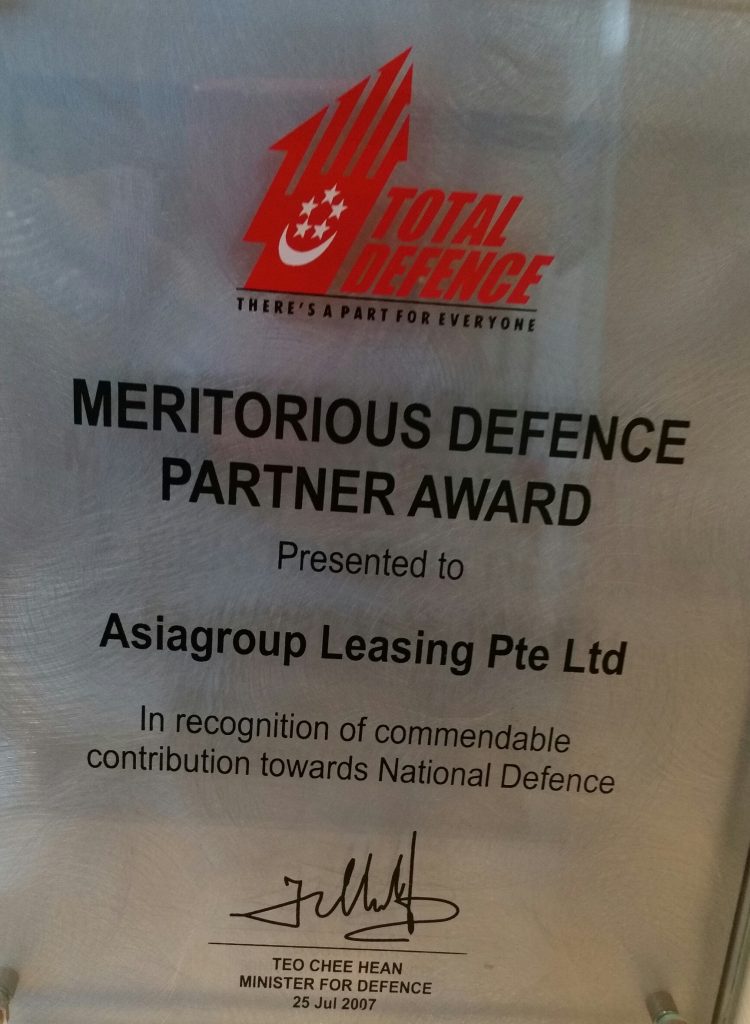 TOTAL
DEFENCE
THERE'S A PART FOR EVERYONE
MERITORIOUS DEFENCE
PARTNER AWARD
Presented to
Asiagroup Leasing Pte Ltd
In recognition of commendable
contribution towards National Defence
TEO CHEE HEAN
MINISTER FOR DEFENCE
25 Jul 2007